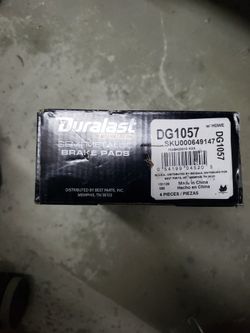 Duralast
SEMI-METALLIC
BRAKE PADS
DISTRIBUTED BY BEST PARTS, INC.
MEMPHIS, TN 38103
DG1057
w/ HDWE
SKU000649147
DG1057
Made in China
Hecho en China
4 PIECES / PIEZAS